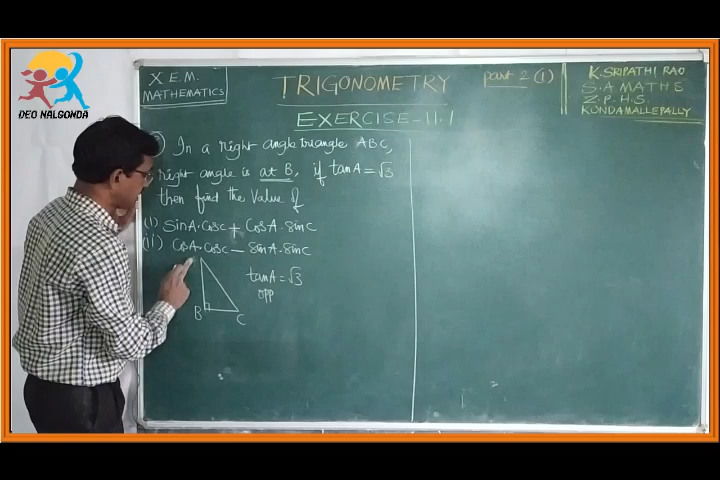 DEO NALGONDA
X E.M.
MATHEMATICS
TRIGONOMETRY part 2 (i)
EXERCISE-11.1
K. SRIPATHI RAO
S.A MATHS
Z.P.H.S.
KONDAMALLEPALLY
In a right angle triangle ABC,
right angle is at B, if tanA = √3
then find the value of
(i) SinA. Cosc + CosA. Sinc
(ii) CosA. Cosc - SinA. Sinc
tanA = √3
opp
B C